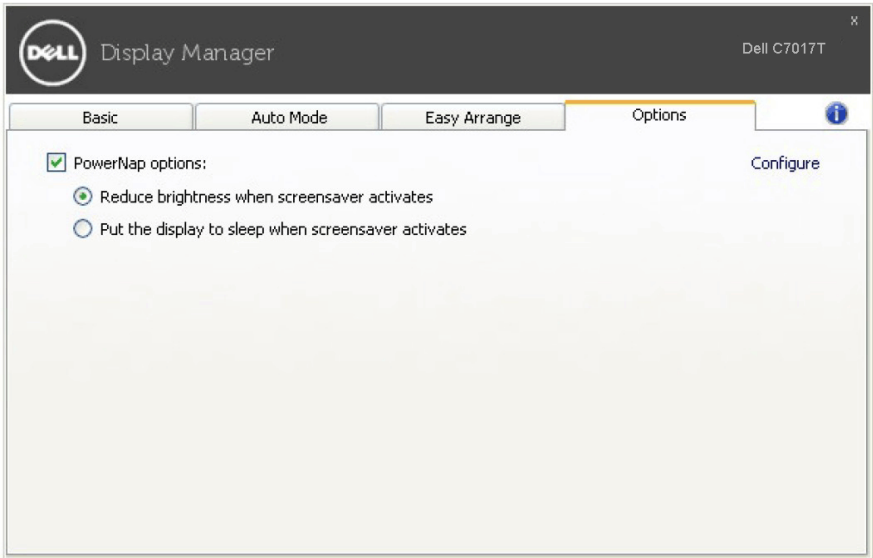 x
DELL Display Manager Dell C7017T
Basic Auto Mode Easy Arrange Options i
PowerNap options: Configure
Reduce brightness when screensaver activates
Put the display to sleep when screensaver activates